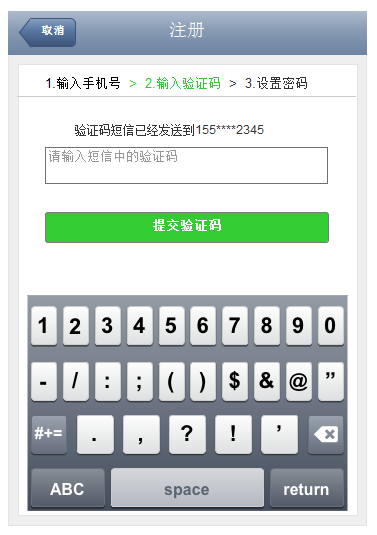 取消 注册
1.输入手机号 > 2.输入验证码 > 3.设置密码
验证码短信已经发送到155****2345
请输入短信中的验证码
提交验证码
1 2 3 4 5 6 7 8 9 0
- / : ; ( ) $ & @ ”
#+= . , ? ! ’
ABC space return